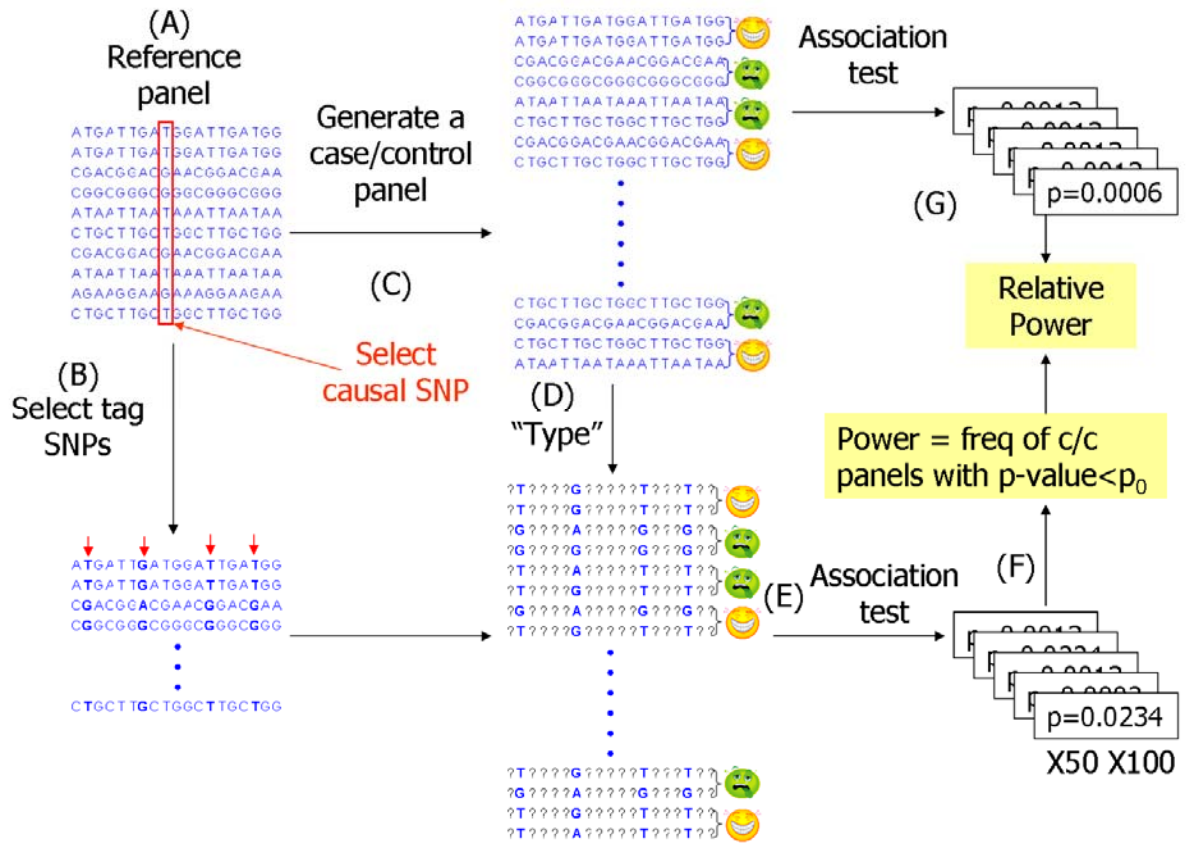 (A)
Reference
panel
ATGATTGATGGATTGATGG
ATGATTGATGGATTGATGG
CGACGGACGAACGGACGAA
CGGCGGGCGGGCGGGCGGG
ATAATTAATAAATTAATAA
CTGCTTGCTGGCTTGCTGG
CGACGGACGAACGGACGAA
ATAATTAATAAATTAATAA
AGAAGGAAGAAAGGAAGAA
CTGCTTGCTGGCTTGCTGG
Select
causal SNP
(B)
Select tag
SNPs
ATGATTGATGGATTGATGG
ATGATTGATGGATTGATGG
CGACGGACGAACGGACGAA
CGGCGGGCGGGCGGGCGGG
CTGCTTGCTGGCTTGCTGG
Generate a
case/control
panel
(C)
ATGATTGATGGATTGATGG
ATGATTGATGGATTGATGG
CGACGGACGAACGGACGAA
CGGCGGGCGGGCGGGCGGG
ATAATTAATAAATTAATAA
CTGCTTGCTGGCTTGCTGG
CGACGGACGAACGGACGAA
CTGCTTGCTGGCTTGCTGG
CTGCTTGCTGGCTTGCTGG
CGACGGACGAACGGACGAA
CTGCTTGCTGGCTTGCTGG
ATAATTAATAAATTAATAA
(D)
“Type”
?T????G?????T???T??
?T????G?????T???T??
?G????A?????G???G??
?G????G?????G???G??
?T????A?????T???T??
?T????G?????T???T??
?G????A?????G???G??
?T????G?????T???T??
?T????G?????T???T??
?G????A?????G???G??
?T????G?????T???T??
?T????A?????T???T??
(E)
Association
test
p=0.0234
X50 X100
(F)
Power = freq of c/c
panels with p-value<p0
Association
test
p=0.0006
(G)
Relative
Power